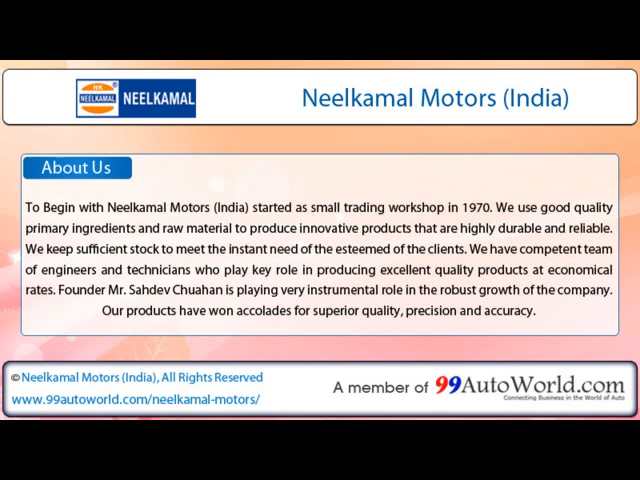 NK
NEELKAMAL
®
NEELKAMAL
Neelkamal Motors (India)
About Us
To Begin with Neelkamal Motors (India) started as small trading workshop in 1970. We use good quality
primary ingredients and raw material to produce innovative products that are highly durable and reliable.
We keep sufficient stock to meet the instant need of the esteemed of the clients. We have competent team
of engineers and technicians who play key role in producing excellent quality products at economical
rates. Founder Mr. Sahdev Chuahan is playing very instrumental role in the robust growth of the company.
Our products have won accolades for superior quality, precision and accuracy.
© Neelkamal Motors (India), All Rights Reserved
www.99autoworld.com/neelkamal-motors/
A member of 99AutoWorld.com
Connecting Business in the World of Auto